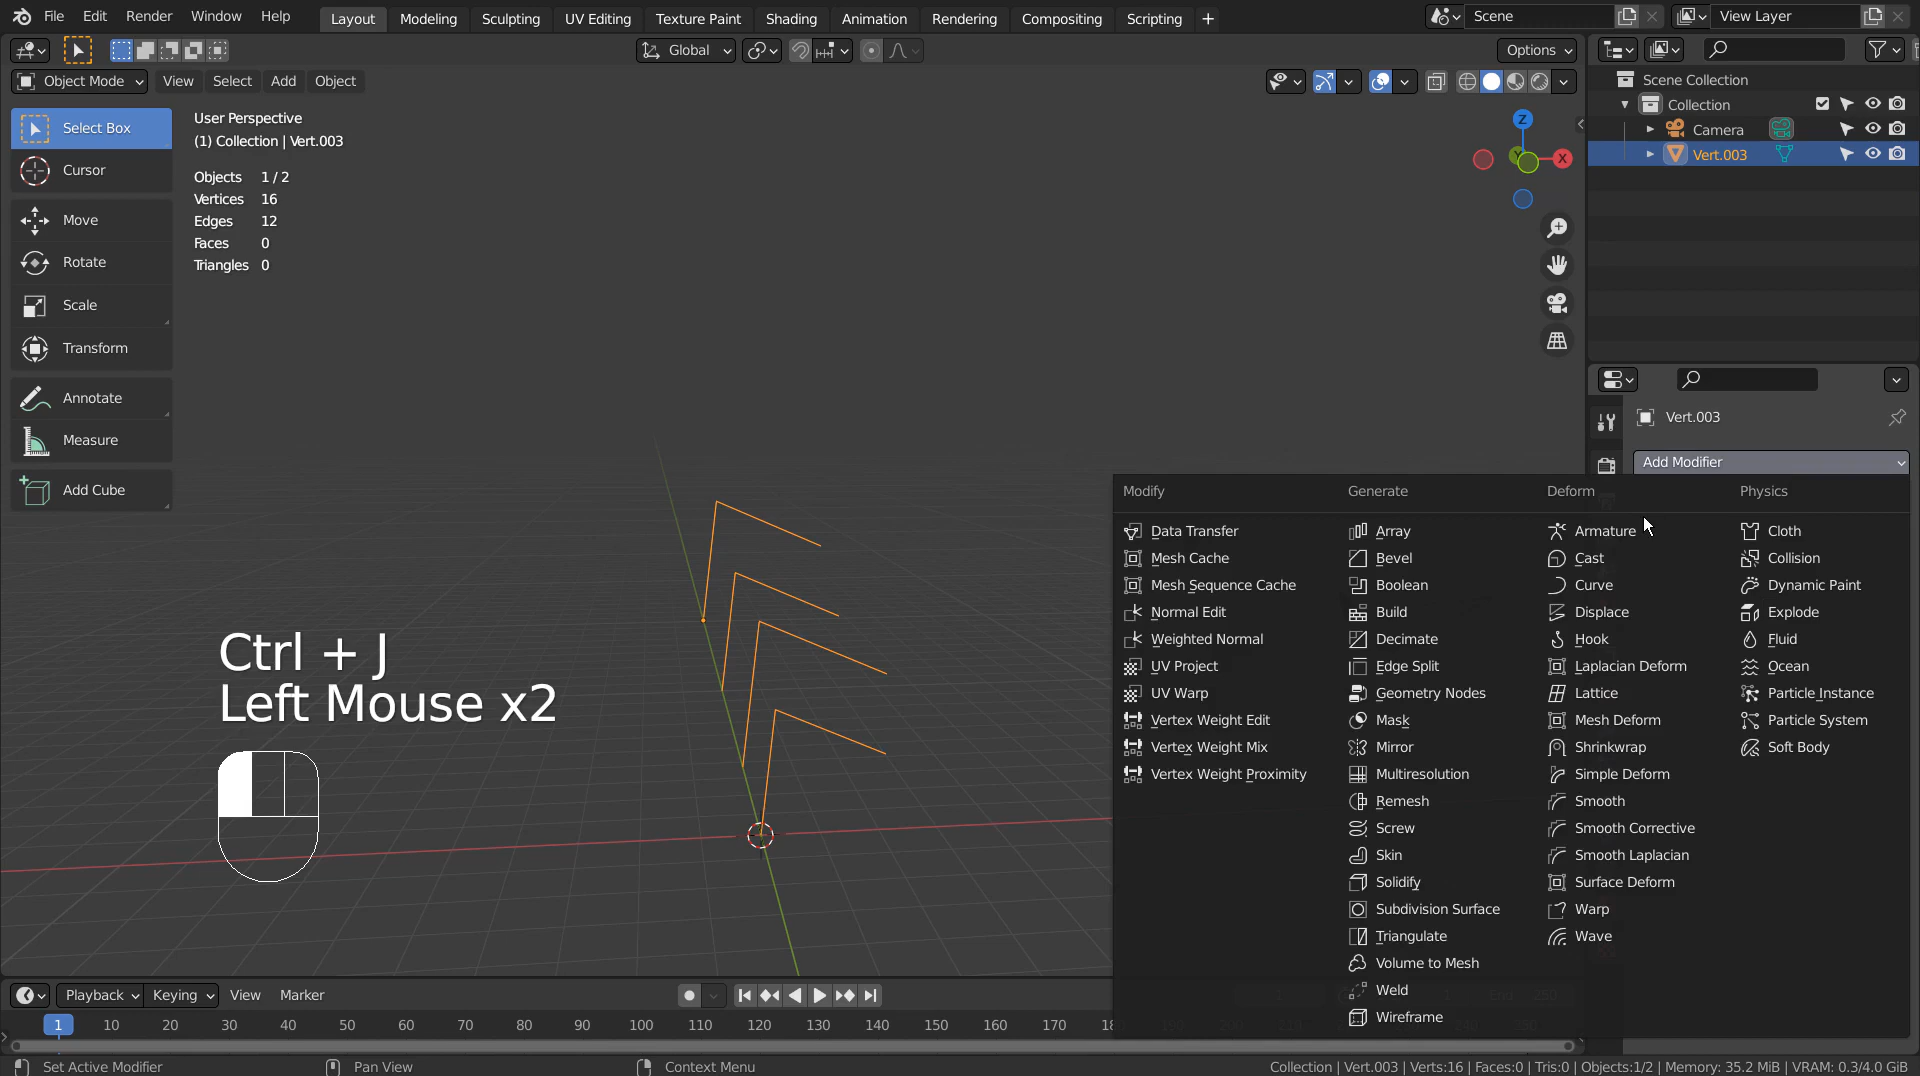 File Edit Render Window Help
Layout Modeling Sculpting UV Editing Texture Paint Shading Animation Rendering Compositing Scripting +
Scene
View Layer
Global
Options
Object Mode View Select Add Object
Scene Collection
Collection
Camera
Vert.003
Select Box
Cursor
Move
Rotate
Scale
Transform
Annotate
Measure
Add Cube
User Perspective
(1) Collection | Vert.003
Objects 1 / 2
Vertices 16
Edges 12
Faces 0
Triangles 0
Z
X
Vert.003
Add Modifier
Modify
Data Transfer
Mesh Cache
Mesh Sequence Cache
Normal Edit
Weighted Normal
UV Project
UV Warp
Vertex Weight Edit
Vertex Weight Mix
Vertex Weight Proximity
Generate
Array
Bevel
Boolean
Build
Decimate
Edge Split
Geometry Nodes
Mask
Mirror
Multiresolution
Remesh
Screw
Skin
Solidify
Subdivision Surface
Triangulate
Volume to Mesh
Weld
Wireframe
Deform
Armature
Cast
Curve
Displace
Hook
Laplacian Deform
Lattice
Mesh Deform
Shrinkwrap
Simple Deform
Smooth
Smooth Corrective
Smooth Laplacian
Surface Deform
Warp
Wave
Physics
Cloth
Collision
Dynamic Paint
Explode
Fluid
Ocean
Particle Instance
Particle System
Soft Body
Ctrl + J
Left Mouse x2
Playback Keying View Marker
1 10 20 30 40 50 60 70 80 90 100 110 120 130 140 150 160 170
Set Active Modifier
Pan View
Context Menu
Collection | Vert.003 | Verts:16 | Faces:0 | Tris:0 | Objects:1/2 | Memory: 35.2 MiB | VRAM: 0.3/4.0 GiB